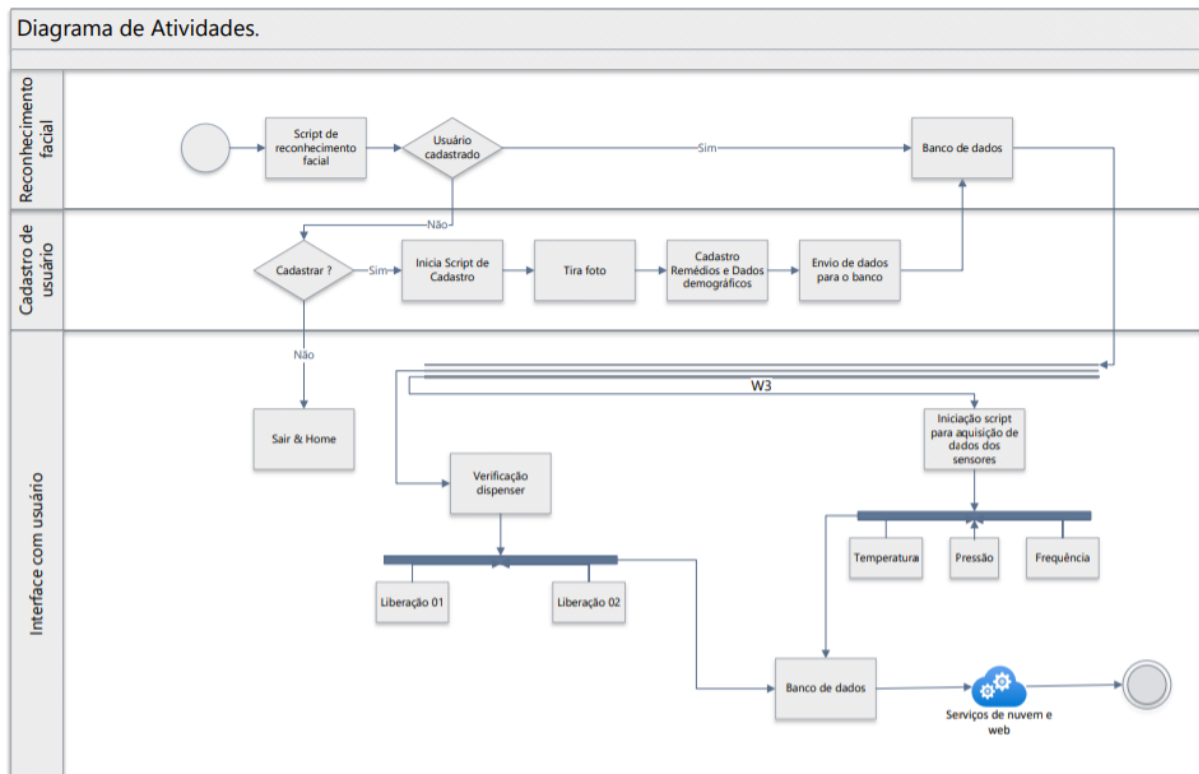 Diagrama de Atividades.
Reconhecimento
facial
Script de
reconhecimento
facial
Usuário
cadastrado
Sim
Banco de dados
Não
Cadastro de
usuário
Cadastrar ?
Sim
Inicia Script de
Cadastro
Tira foto
Cadastro
Remédios e Dados
demográficos
Envio de dados
para o banco
Não
Interface com usuário
W3
Sair & Home
Iniciação script
para aquisição de
dados dos
sensores
Verificação
dispenser
Temperatura
Pressão
Frequência
Liberação 01
Liberação 02
Banco de dados
Serviços de nuvem e
web